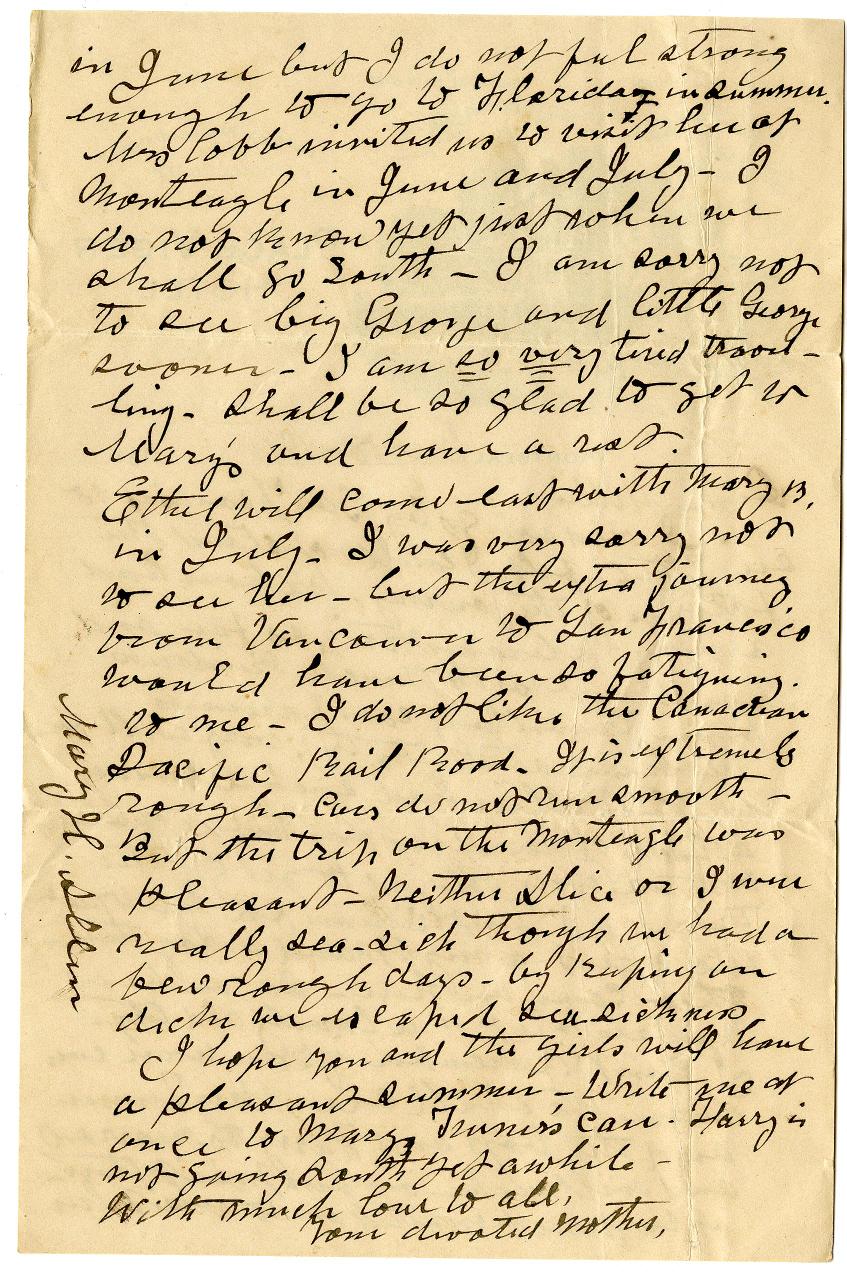 in June but I do not feel strong
enough to go to Florida in summer.
Mrs Cobb invited us to visit her at
Monteagle in June and July - I
do not know yet just when we
shall go South - I am sorry not
to see big George and little George
sooner - I am so very tired travel-
ling - shall be so glad to get to
Mary's and have a rest.
Ethel will come east with Mary B.
in July - I was very sorry not
to see her - but the extra journey
from Vancouver to San Francisco
would have been so fatiguing.
to me - I do not like the Canadian
Pacific Rail Road - It is extremely
rough - cars do not run smooth -
But the trip on the Monteagle was
pleasant - Neither Alice or I were
really sea-sick though we had a
few rough days - by keeping on
deck we escaped sea sickness
I hope you and the girls will have
a pleasant summer - Write me at
once to Mary Turner's care. Harry is
not going South yet awhile -
With much love to all,
Your devoted Mother,
Mary H. Allen